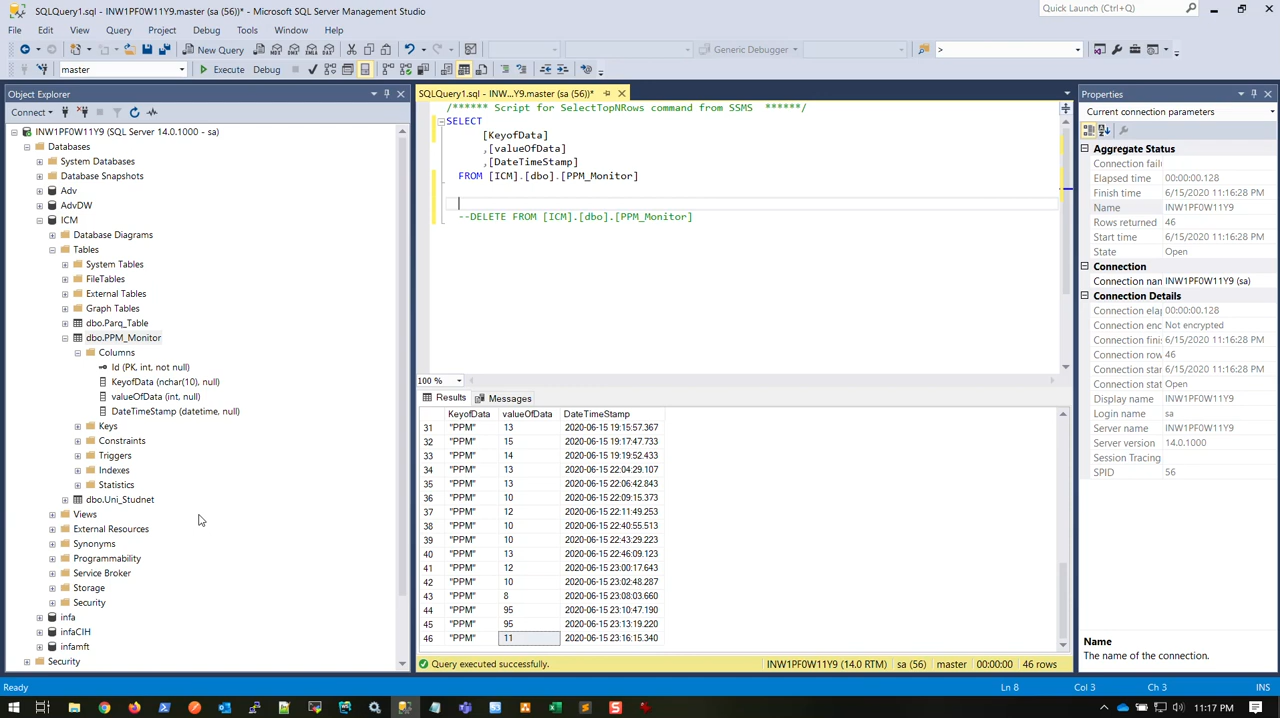 SQLQuery1.sql - INW1PF0W11Y9.master (sa (56))* - Microsoft SQL Server Management Studio
Quick Launch (Ctrl+Q)
File Edit View Query Project Debug Tools Window Help
New Query
Generic Debugger
>
master
Execute Debug
Object Explorer
Connect
INW1PF0W11Y9 (SQL Server 14.0.1000 - sa)
Databases
System Databases
Database Snapshots
Adv
AdvDW
ICM
Database Diagrams
Tables
System Tables
FileTables
External Tables
Graph Tables
dbo.Parq_Table
dbo.PPM_Monitor
Columns
Id (PK, int, not null)
KeyofData (nchar(10), null)
valueOfData (int, null)
DateTimeStamp (datetime, null)
Keys
Constraints
Triggers
Indexes
Statistics
dbo.Uni_Studnet
Views
External Resources
Synonyms
Programmability
Service Broker
Storage
Security
infa
infaCIH
infamft
Security
SQLQuery1.sql - INW...Y9.master (sa (56))*
/****** Script for SelectTopNRows command from SSMS ******/
SELECT
[KeyofData]
,[valueOfData]
,[DateTimeStamp]
FROM [ICM].[dbo].[PPM_Monitor]
--DELETE FROM [ICM].[dbo].[PPM_Monitor]
100 %
Results Messages
KeyofData valueOfData DateTimeStamp
31 "PPM" 13 2020-06-15 19:15:57.367
32 "PPM" 15 2020-06-15 19:17:47.733
33 "PPM" 14 2020-06-15 19:19:52.433
34 "PPM" 13 2020-06-15 22:04:29.107
35 "PPM" 13 2020-06-15 22:06:42.843
36 "PPM" 10 2020-06-15 22:09:15.373
37 "PPM" 12 2020-06-15 22:11:49.253
38 "PPM" 10 2020-06-15 22:40:55.513
39 "PPM" 10 2020-06-15 22:43:29.223
40 "PPM" 13 2020-06-15 22:46:09.123
41 "PPM" 12 2020-06-15 23:00:17.643
42 "PPM" 10 2020-06-15 23:02:48.287
43 "PPM" 8 2020-06-15 23:08:03.660
44 "PPM" 95 2020-06-15 23:10:47.190
45 "PPM" 95 2020-06-15 23:13:19.220
46 "PPM" 11 2020-06-15 23:16:15.340
Query executed successfully.
INW1PF0W11Y9 (14.0 RTM) sa (56) master 00:00:00 46 rows
Properties
Current connection parameters
Aggregate Status
Connection fail
Elapsed time 00:00:00.128
Finish time 6/15/2020 11:16:28 PM
Name INW1PF0W11Y9
Rows returned 46
Start time 6/15/2020 11:16:28 PM
State Open
Connection
Connection nam INW1PF0W11Y9 (sa)
Connection Details
Connection elap 00:00:00.128
Connection enc Not encrypted
Connection finis 6/15/2020 11:16:28 PM
Connection row 46
Connection star 6/15/2020 11:16:28 PM
Connection stat Open
Display name INW1PF0W11Y9
Login name sa
Server name INW1PF0W11Y9
Server version 14.0.1000
Session Tracing
SPID 56
Name
The name of the connection.
Ready
Ln 8 Col 3 Ch 3 INS
11:17 PM